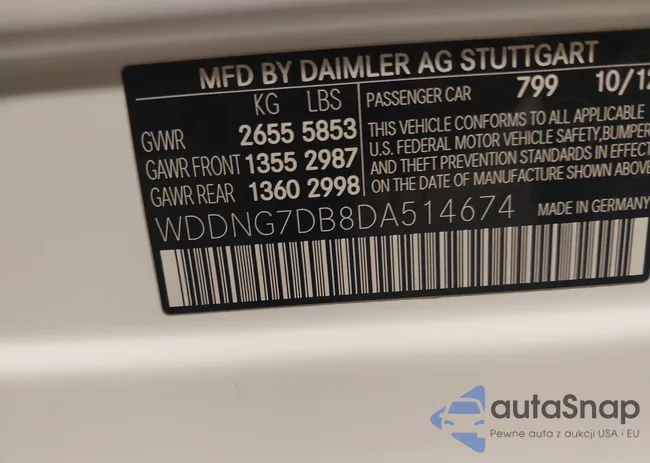 MFD BY DAIMLER AG STUTTGART
KG LBS
GVWR 2655 5853
GAWR FRONT 1355 2987
GAWR REAR 1360 2998
PASSENGER CAR 799 10/12
THIS VEHICLE CONFORMS TO ALL APPLICABLE
U.S. FEDERAL MOTOR VEHICLE SAFETY, BUMPER
AND THEFT PREVENTION STANDARDS IN EFFECT
THE DATE OF MANUFACTURE SHOWN ABOVE
WDDNG7DB8DA514674 MADE IN GERMANY
autaSnap
Pewne auta z aukcji USA i EU